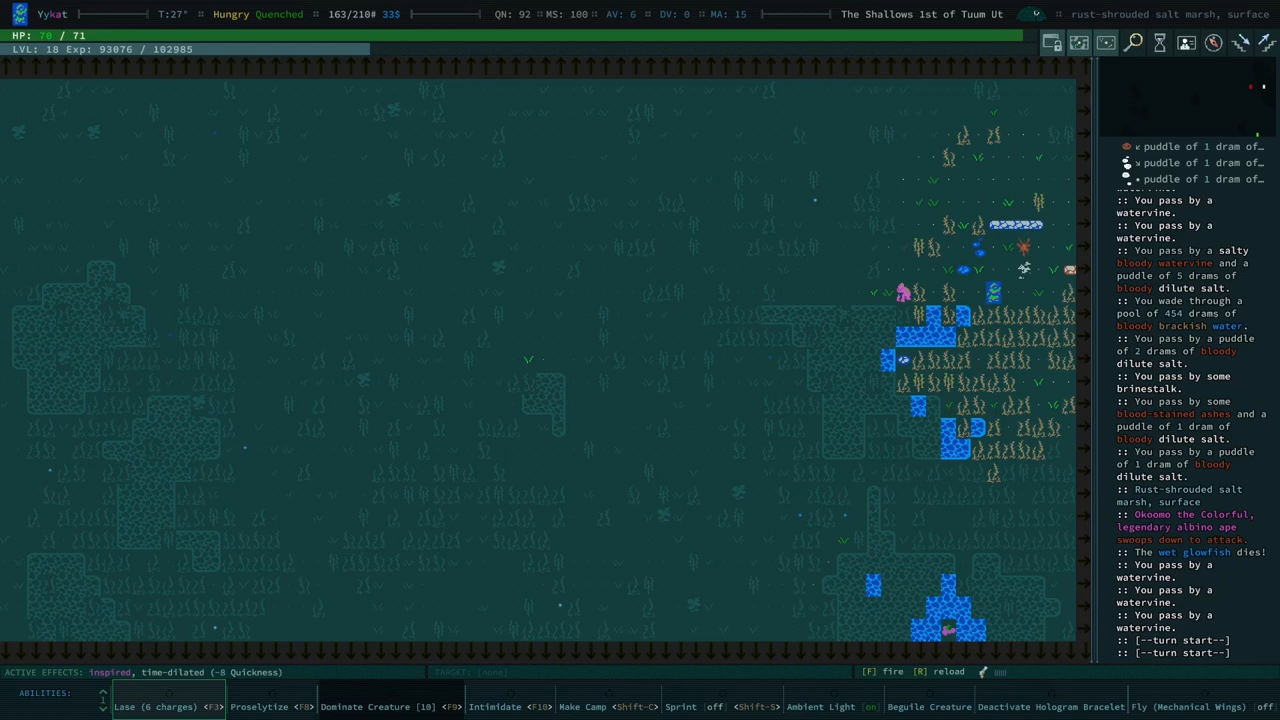 Yykat T:27° Hungry Quenched 163/210# 33$ QN: 92 MS: 100 AV: 6 DV: 0 MA: 15 The Shallows 1st of Tuum Ut rust-shrouded salt marsh, surface
HP: 70 / 71
LVL: 18 Exp: 93076 / 102985
puddle of 1 dram of…
puddle of 1 dram of…
puddle of 1 dram of…
watervine.
:: You pass by a
watervine.
:: You pass by a
watervine.
:: You pass by a salty
bloody watervine and a
puddle of 5 drams of
bloody dilute salt.
:: You wade through a
pool of 454 drams of
bloody brackish water.
:: You pass by a puddle
of 2 drams of bloody
dilute salt.
:: You pass by some
brinestalk.
:: You pass by some
blood-stained ashes and a
puddle of 1 dram of
bloody dilute salt.
:: You pass by a puddle
of 1 dram of bloody
dilute salt.
:: Rust-shrouded salt
marsh, surface
:: Okoomo the Colorful,
legendary albino ape
swoops down to attack.
:: The wet glowfish dies!
:: You pass by a
watervine.
:: You pass by a
watervine.
:: You pass by a
watervine.
:: [--turn start--]
:: [--turn start--]
ACTIVE EFFECTS: inspired, time-dilated (-8 Quickness) TARGET: [none] [F] fire [R] reload
ABILITIES: 1 Lase (6 charges) <F3> Proselytize <F8> Dominate Creature [10] <F9> Intimidate <F10> Make Camp <Shift-C> Sprint [off] <Shift-S> Ambient Light [on] Beguile Creature Deactivate Hologram Bracelet Fly (Mechanical Wings) [off